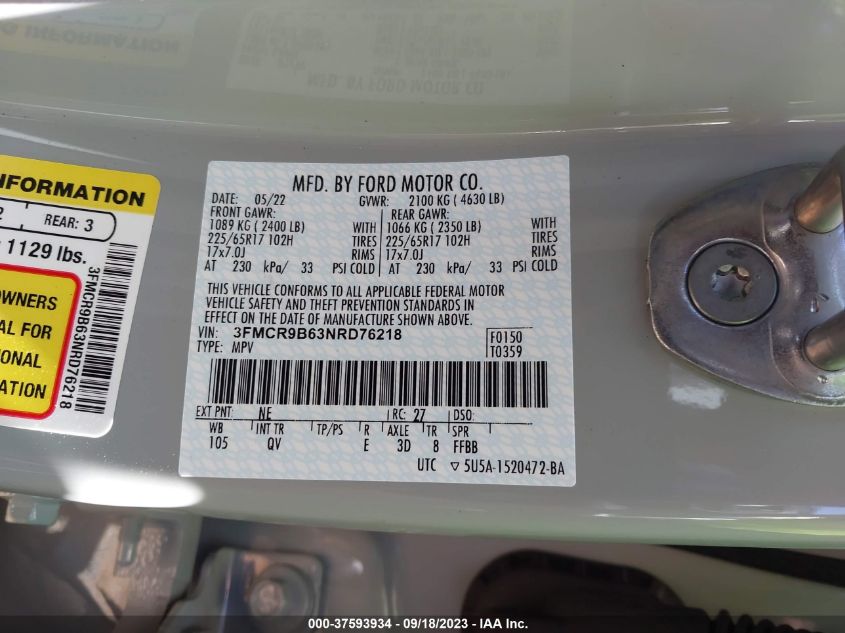 INFORMATION
2
REAR: 3
1129 lbs.
OWNERS
AL FOR
IONAL
ATION
3FMCR9B63NRD76218
MFD. BY FORD MOTOR CO.
DATE: 05/22 GVWR: 2100 KG ( 4630 LB)
FRONT GAWR: REAR GAWR:
1089 KG ( 2400 LB) WITH 1066 KG ( 2350 LB) WITH
225/65R17 102H TIRES 225/65R17 102H TIRES
17x7.0J RIMS 17x7.0J RIMS
AT 230 kPa/ 33 PSI COLD AT 230 kPa/ 33 PSI COLD
THIS VEHICLE CONFORMS TO ALL APPLICABLE FEDERAL MOTOR
VEHICLE SAFETY AND THEFT PREVENTION STANDARDS IN
EFFECT ON THE DATE OF MANUFACTURE SHOWN ABOVE.
VIN: 3FMCR9B63NRD76218 F0150
TYPE: MPV T0359
EXT PNT: NE RC: 27 DSO:
WB INT TR TP/PS R AXLE TR SPR
105 QV E 3D 8 FFBB
UTC ▽ 5U5A-1520472-BA
000-37593934 - 09/18/2023 - IAA Inc.